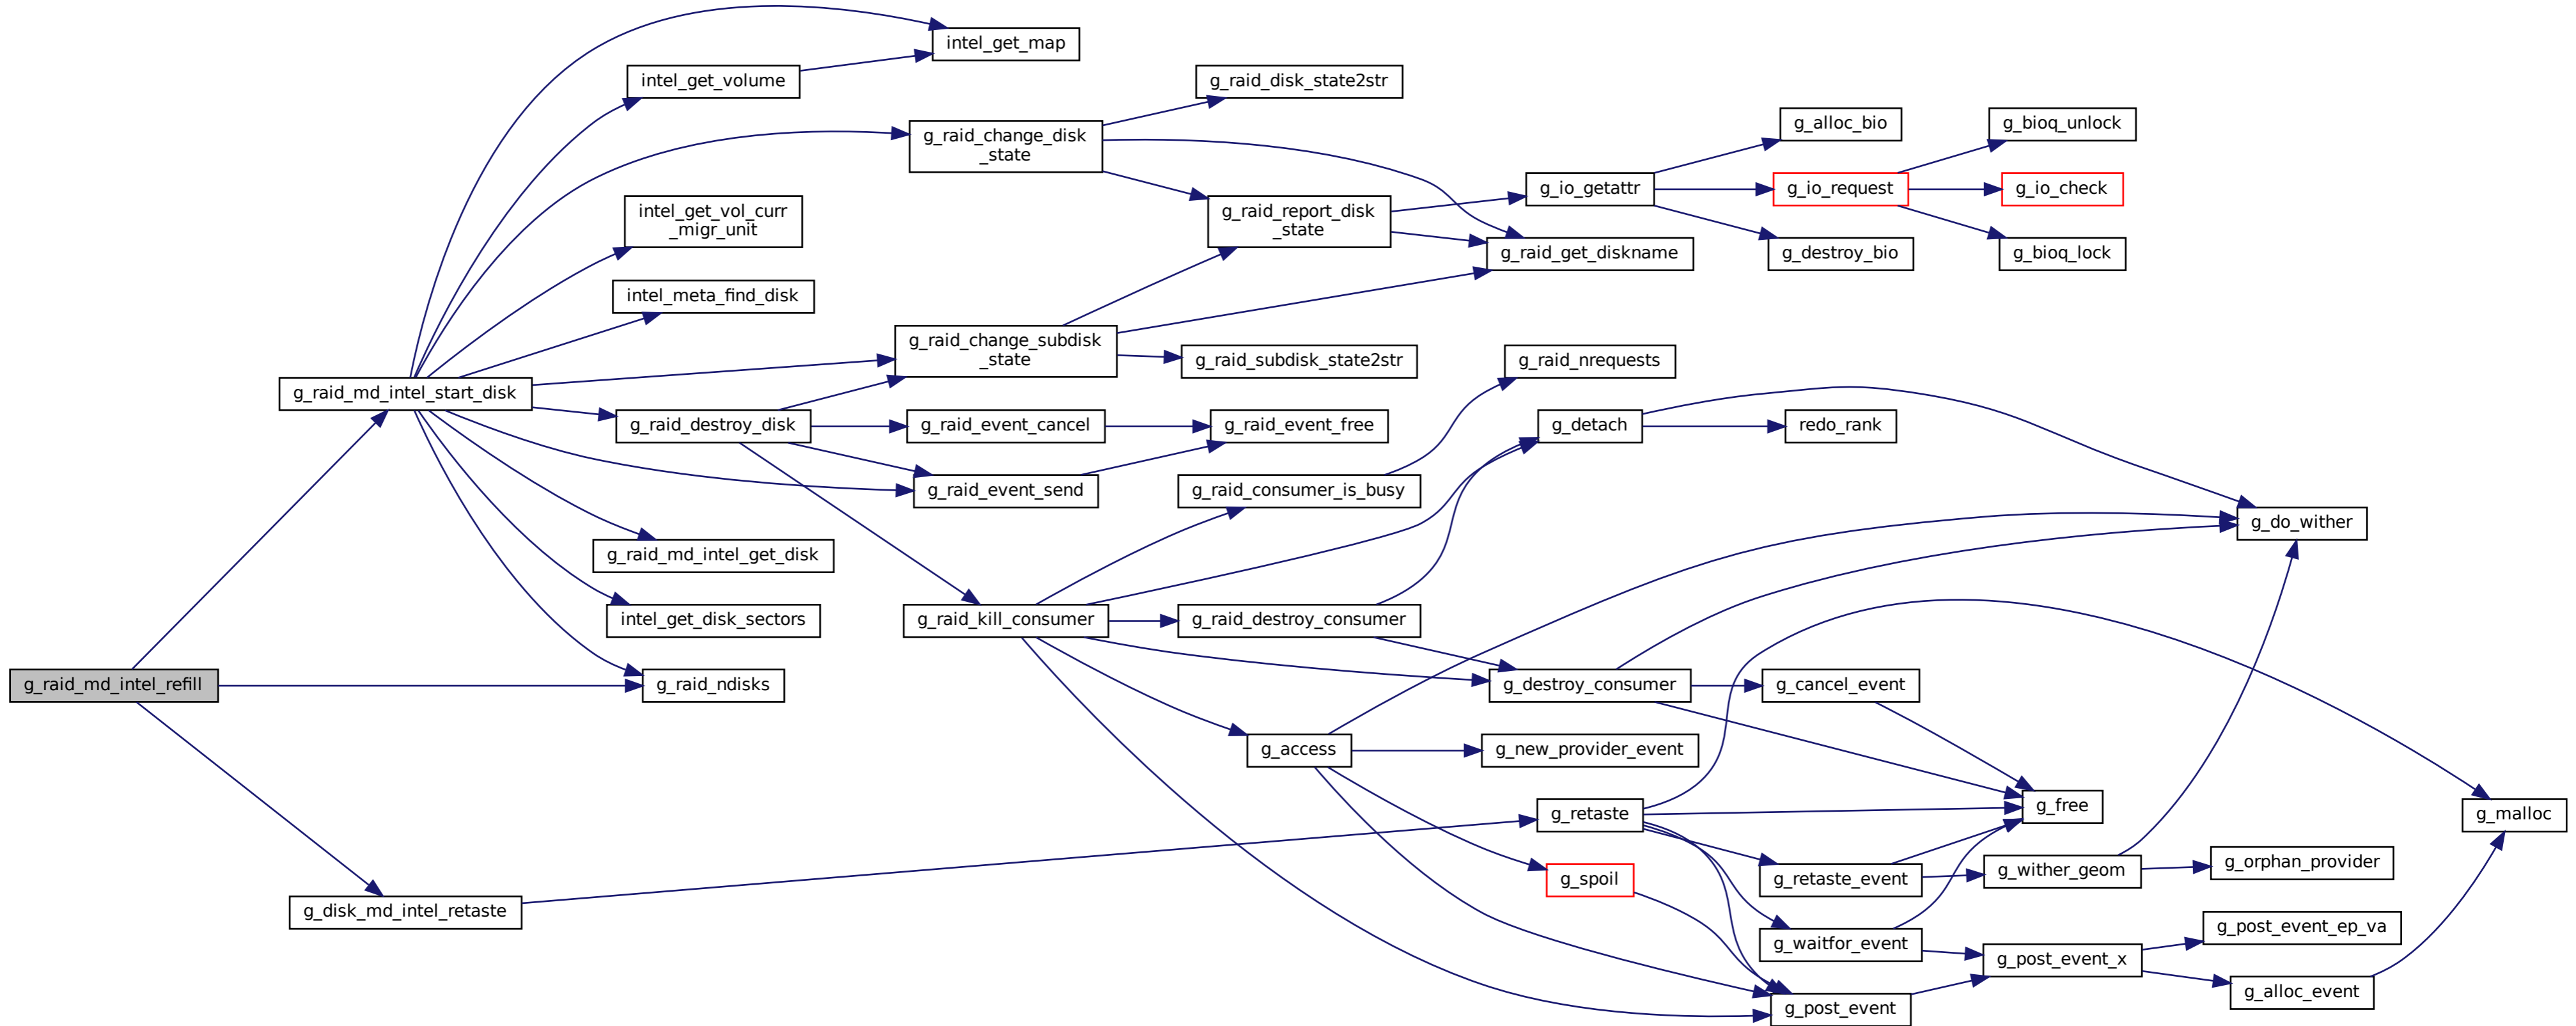 intel_get_map
intel_get_volume
g_raid_disk_state2str
g_alloc_bio
g_bioq_unlock
g_raid_change_disk
_state
g_io_getattr
g_io_request
g_io_check
intel_get_vol_curr
_migr_unit
g_raid_report_disk
_state
g_raid_get_diskname
g_destroy_bio
g_bioq_lock
intel_meta_find_disk
g_raid_change_subdisk
_state
g_raid_subdisk_state2str
g_raid_nrequests
g_raid_md_intel_start_disk
g_raid_destroy_disk
g_raid_event_cancel
g_raid_event_free
g_detach
redo_rank
g_raid_event_send
g_raid_consumer_is_busy
g_do_wither
g_raid_md_intel_get_disk
intel_get_disk_sectors
g_raid_kill_consumer
g_raid_destroy_consumer
g_raid_md_intel_refill
g_raid_ndisks
g_destroy_consumer
g_cancel_event
g_access
g_new_provider_event
g_retaste
g_free
g_malloc
g_spoil
g_retaste_event
g_wither_geom
g_orphan_provider
g_disk_md_intel_retaste
g_waitfor_event
g_post_event_x
g_post_event_ep_va
g_alloc_event
g_post_event